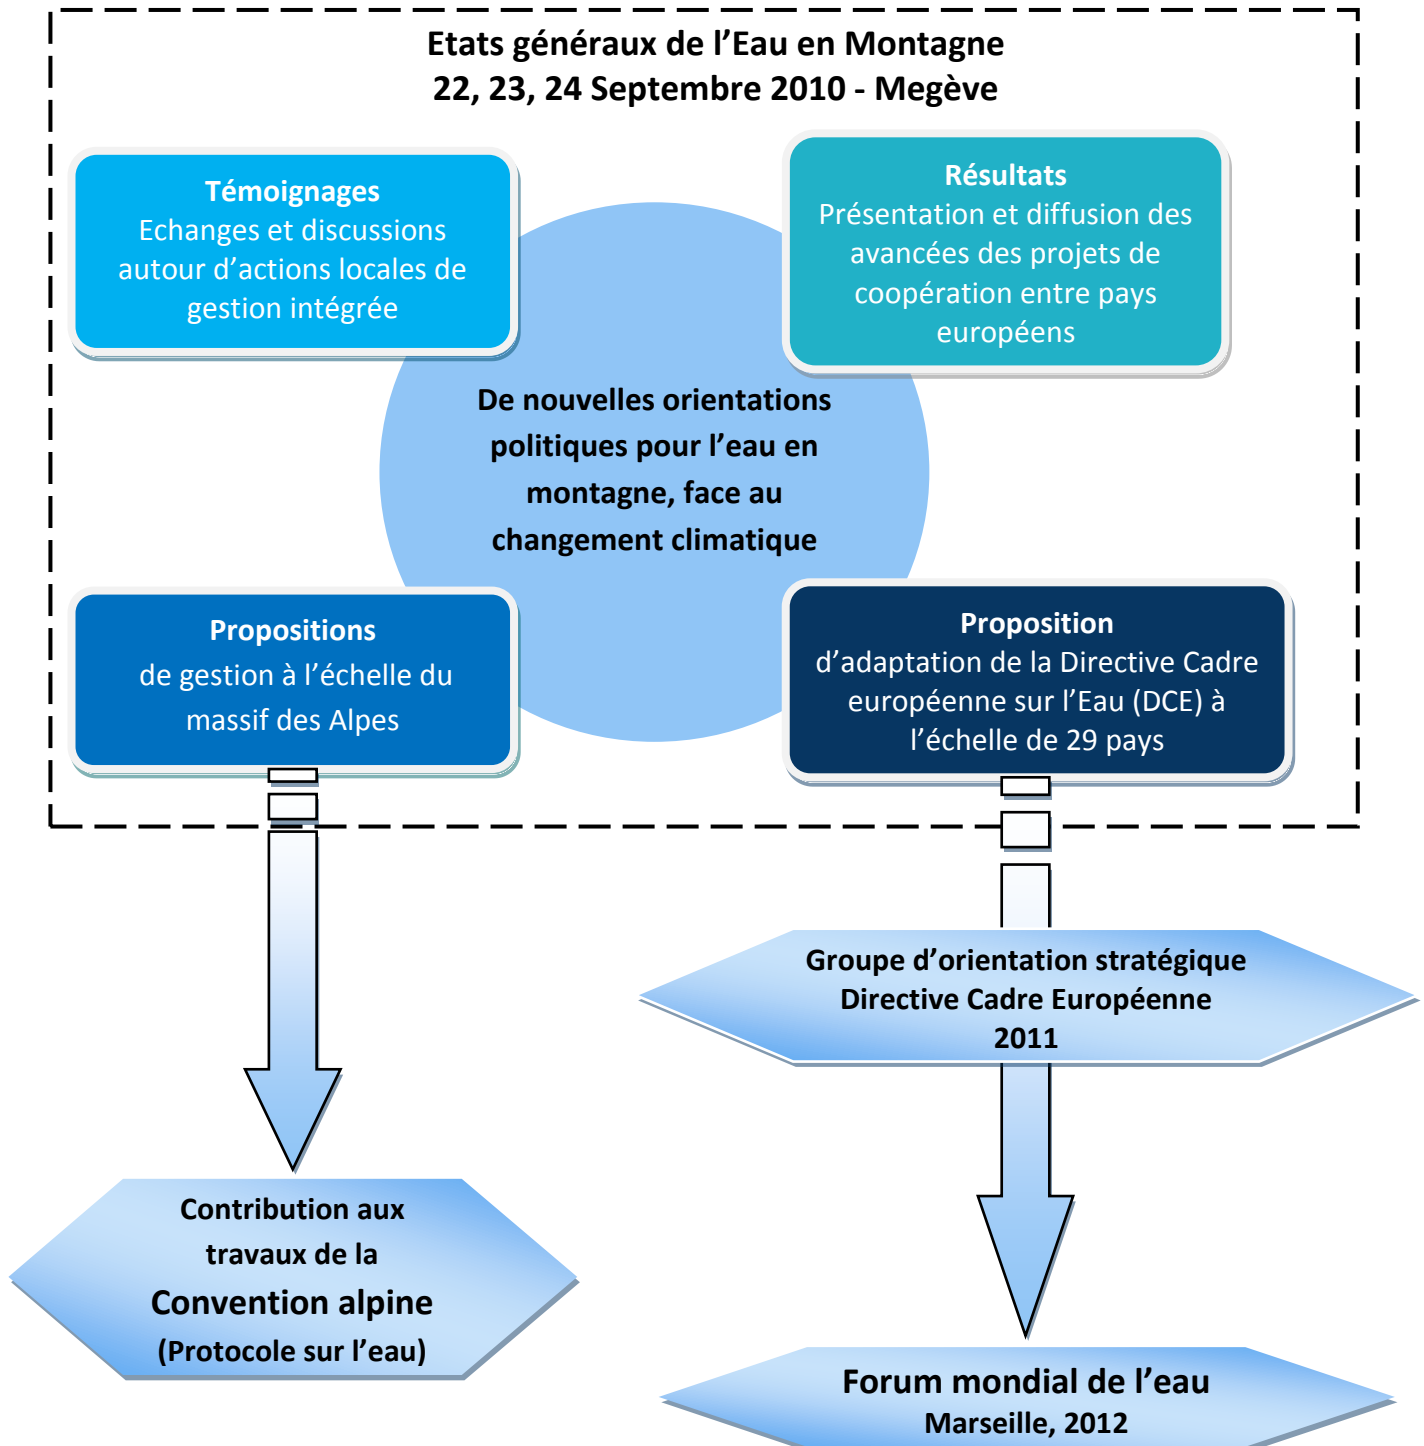 Etats généraux de l’Eau en Montagne
22, 23, 24 Septembre 2010 - Megève
Témoignages
Echanges et discussions
autour d’actions locales de
gestion intégrée
Résultats
Présentation et diffusion des
avancées des projets de
coopération entre pays
européens
De nouvelles orientations
politiques pour l’eau en
montagne, face au
changement climatique
Propositions
de gestion à l’échelle du
massif des Alpes
Proposition
d’adaptation de la Directive Cadre
européenne sur l’Eau (DCE) à
l’échelle de 29 pays
Groupe d’orientation stratégique
Directive Cadre Européenne
2011
Contribution aux
travaux de la
Convention alpine
(Protocole sur l’eau)
Forum mondial de l’eau
Marseille, 2012